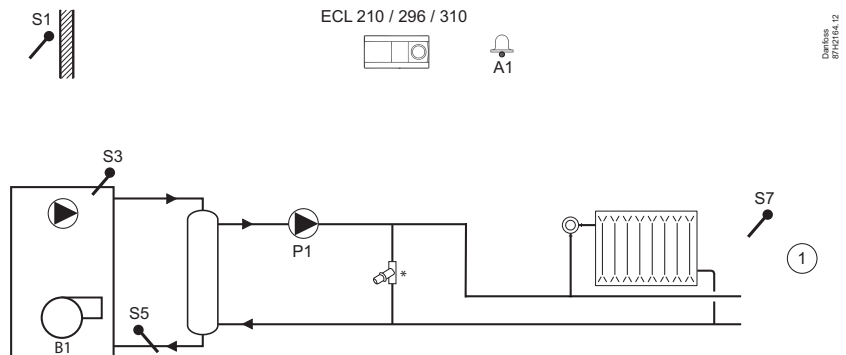 S1
ECL 210 / 296 / 310
A1
Danfoss
87H2164.12
S3
S7
P1
*
1
S5
B1